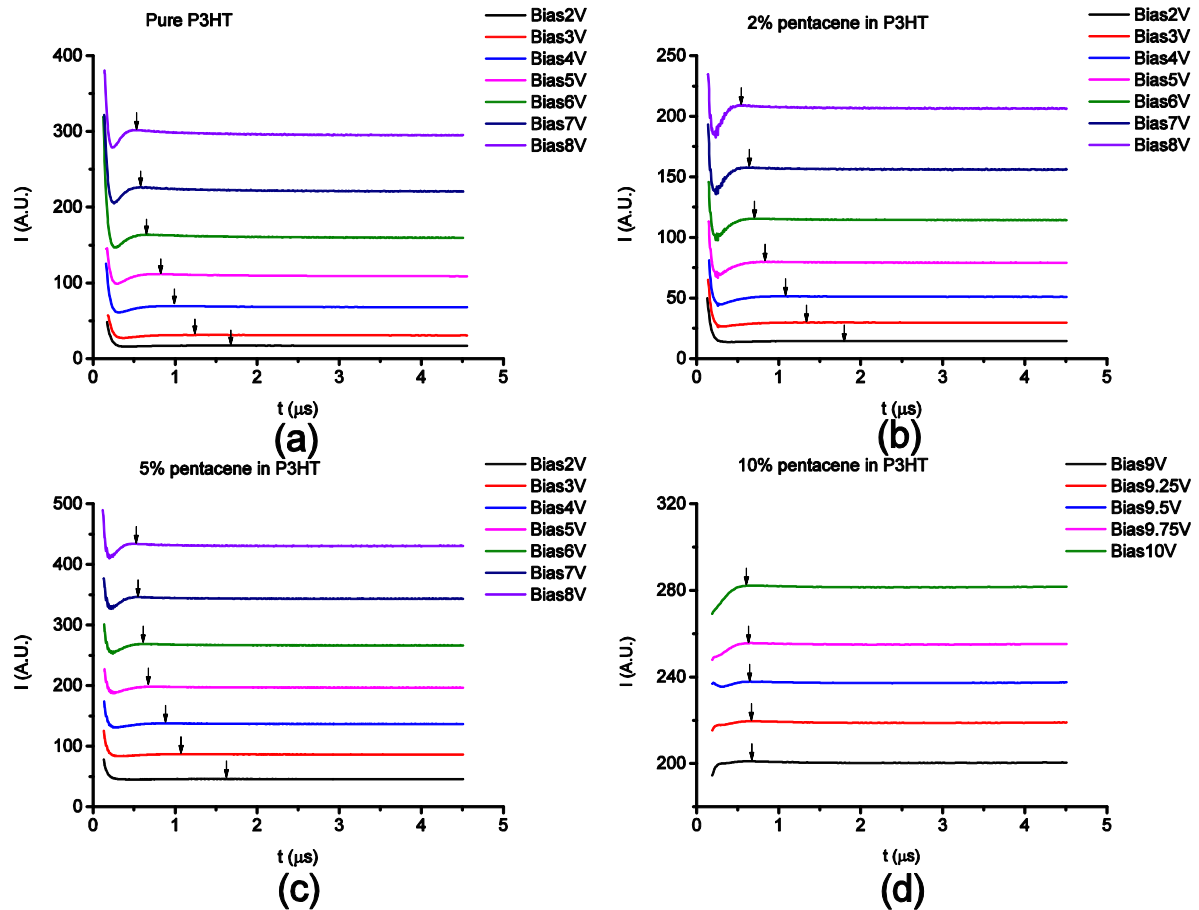 Pure P3HT
Bias2V
Bias3V
Bias4V
Bias5V
Bias6V
Bias7V
Bias8V
400
300
200
100
0
I (A.U.)
0 1 2 3 4 5
t (μs)
(a)
2% pentacene in P3HT
Bias2V
Bias3V
Bias4V
Bias5V
Bias6V
Bias7V
Bias8V
250
200
150
100
50
0
I (A.U.)
0 1 2 3 4 5
t (μs)
(b)
5% pentacene in P3HT
Bias2V
Bias3V
Bias4V
Bias5V
Bias6V
Bias7V
Bias8V
500
400
300
200
100
0
I (A.U.)
0 1 2 3 4 5
t (μs)
(c)
10% pentacene in P3HT
Bias9V
Bias9.25V
Bias9.5V
Bias9.75V
Bias10V
320
280
240
200
I (A.U.)
0 1 2 3 4 5
t (μs)
(d)